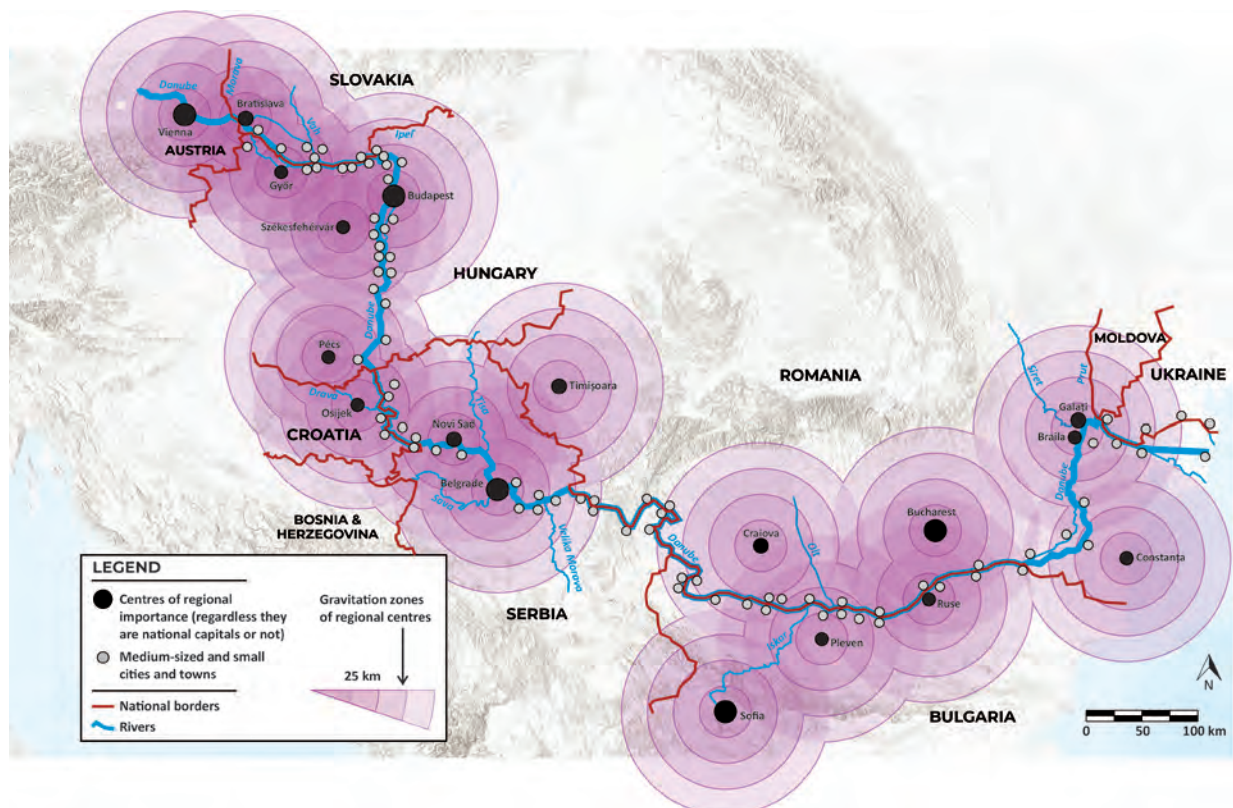 SLOVAKIA
Danube
Morava
Bratislava
Váh
Ipeľ
Vienna
AUSTRIA
Győr
Budapest
Székesfehérvár
HUNGARY
Danube
Pécs
Tisa
Timișoara
Drava
Osijek
Novi Sad
CROATIA
Belgrade
Sava
BOSNIA &
HERZEGOVINA
Velika Morava
SERBIA
ROMANIA
MOLDOVA
UKRAINE
Siret
Prut
Galați
Braila
Danube
Bucharest
Craiova
Olt
Danube
Constanța
Ruse
Pleven
Iskar
Sofia
BULGARIA
N
0
50
100 km
LEGEND
Centres of regional
importance (regardless they
are national capitals or not)
Medium-sized and small
cities and towns
National borders
Rivers
Gravitation zones
of regional centres
25 km